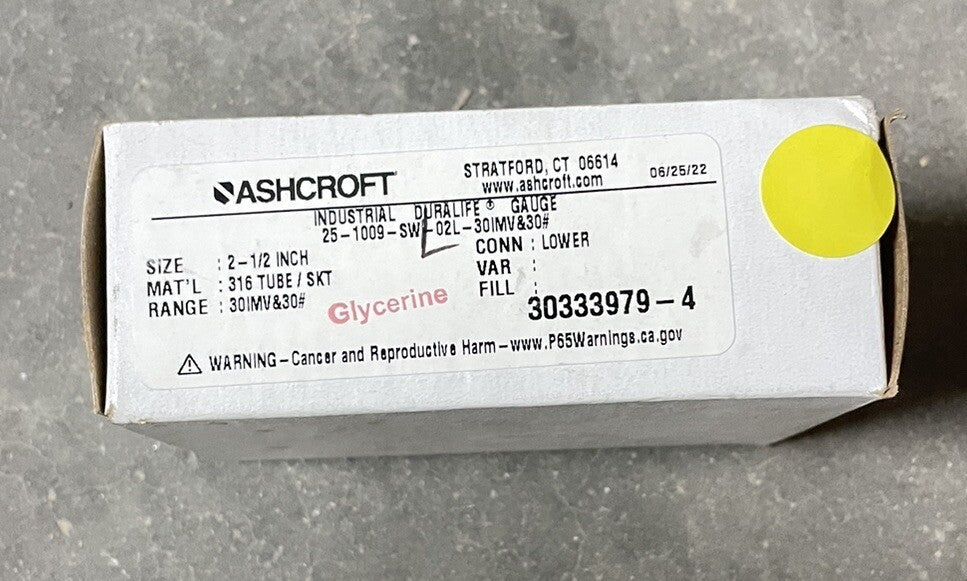 ASHCROFT
STRATFORD, CT 06614
www.ashcroft.com
06/25/22
INDUSTRIAL DURALIFE® GAUGE
25-1009-SW-02L-30IMV&30#
L
SIZE : 2-1/2 INCH
CONN : LOWER
MAT'L : 316 TUBE / SKT
VAR :
RANGE : 30IMV&30#
FILL :
Glycerine
30333979-4
⚠ WARNING-Cancer and Reproductive Harm-www.P65Warnings.ca.gov